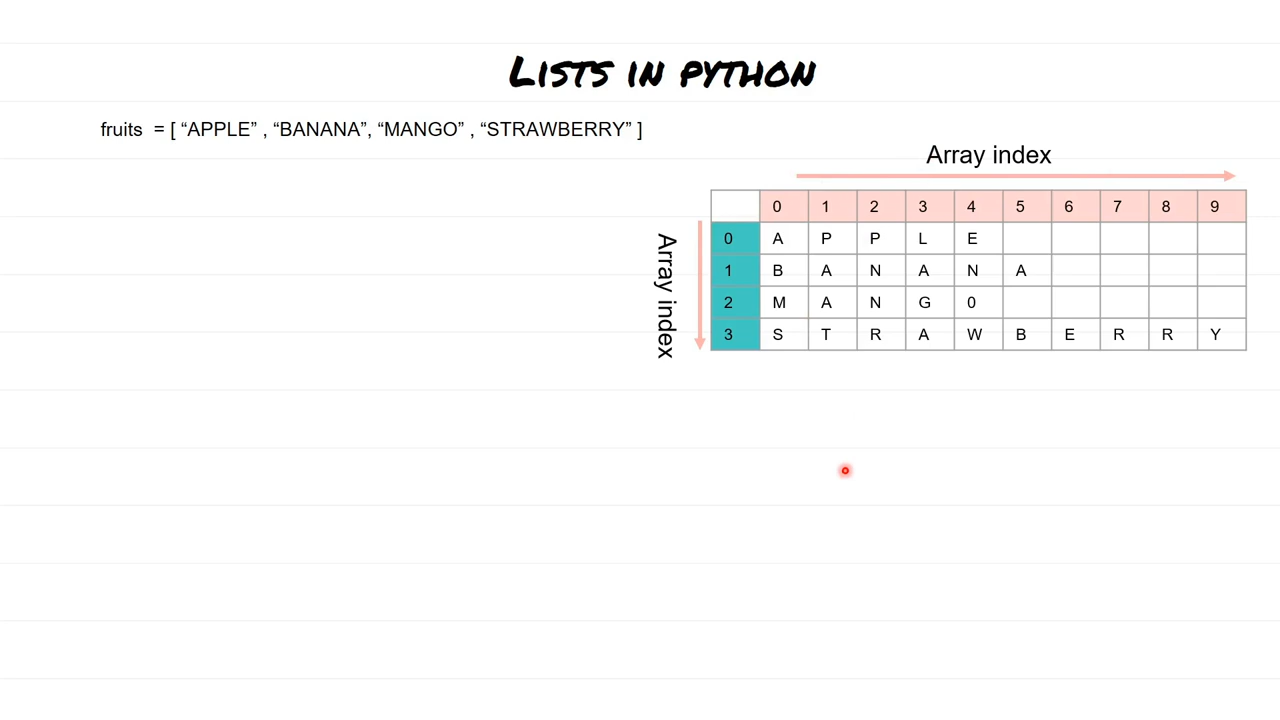 Lists in python
fruits = [ “APPLE” , “BANANA”, “MANGO” , “STRAWBERRY” ]
Array index
Array index
0 1 2 3 4 5 6 7 8 9
0 A P P L E
1 B A N A N A
2 M A N G 0
3 S T R A W B E R R Y